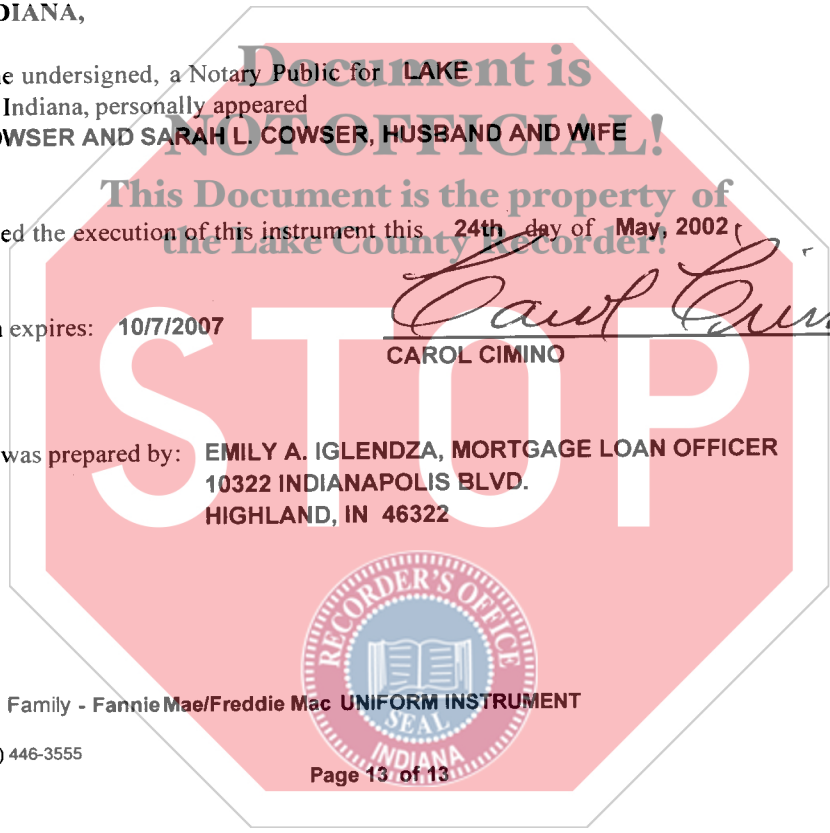 DIANA,
Document is
e undersigned, a Notary Public for LAKE
Indiana, personally appeared
OWSER AND SARAH L. COWSER, HUSBAND AND WIFE
NOT OFFICIAL!
This Document is the property of
ed the execution of this instrument this 24th day of May, 2002
the Lake County Recorder!
Carol
expires: 10/7/2007
CAROL CIMINO
STOP
was prepared by: EMILY A. IGLENDZA, MORTGAGE LOAN OFFICER
10322 INDIANAPOLIS BLVD.
HIGHLAND, IN 46322
RECORDER'S OFFICE
Family - Fannie Mae/Freddie Mac UNIFORM INSTRUMENT
SEAL
) 446-3555
INDIANA
Page 13 of 13